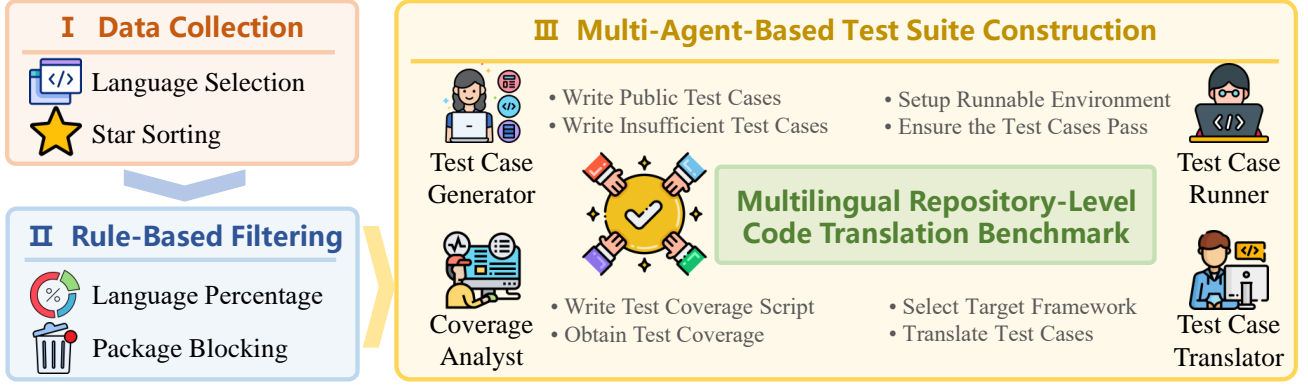 Ⅰ Data Collection
</>
Language Selection
Star Sorting
Ⅱ Rule-Based Filtering
%
Language Percentage
Package Blocking
Ⅲ Multi-Agent-Based Test Suite Construction
</>
Test Case
Generator
• Write Public Test Cases
• Write Insufficient Test Cases
• Setup Runnable Environment
• Ensure the Test Cases Pass
</>
Test Case
Runner
Multilingual Repository-Level
Code Translation Benchmark
Coverage
Analyst
• Write Test Coverage Script
• Obtain Test Coverage
• Select Target Framework
• Translate Test Cases
</>
Test Case
Translator